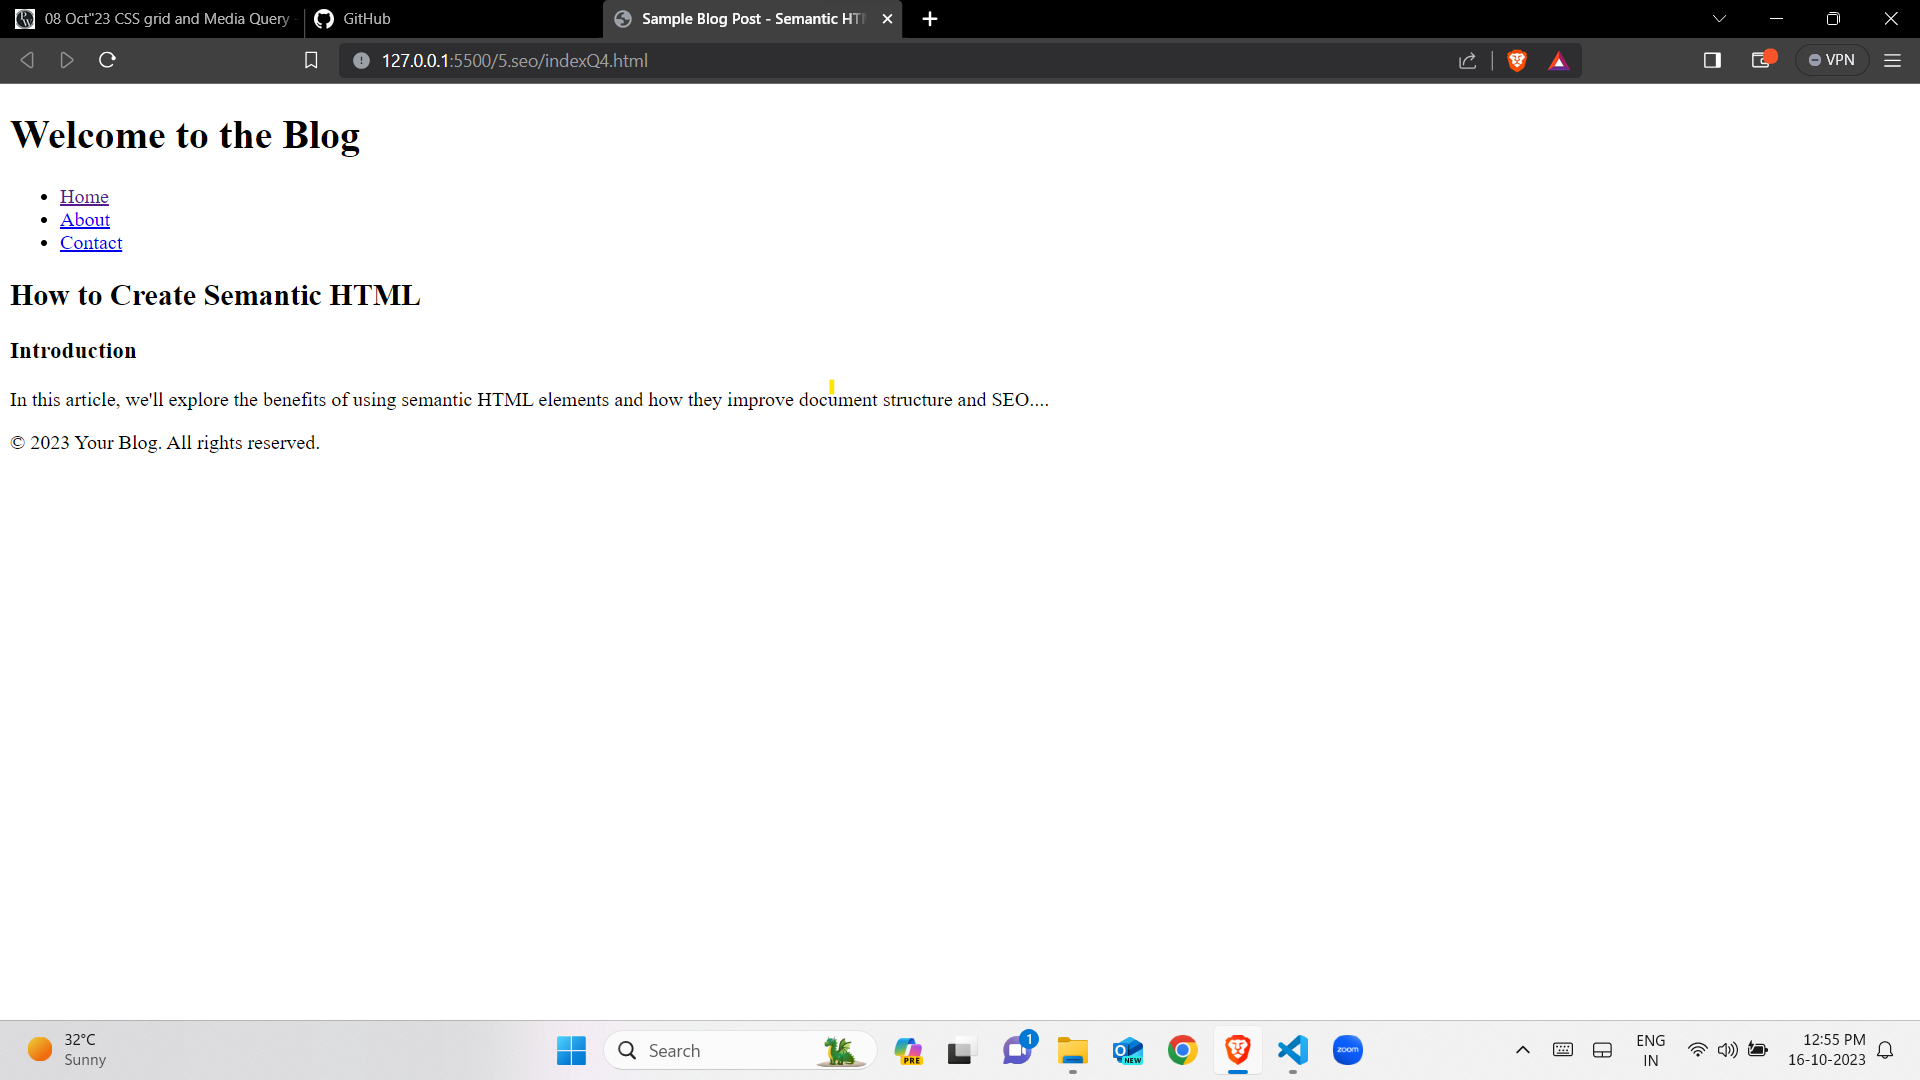 08 Oct"23 CSS grid and Media Query
GitHub
Sample Blog Post - Semantic HT
127.0.0.1:5500/5.seo/indexQ4.html
VPN
Welcome to the Blog
Home
About
Contact
How to Create Semantic HTML
Introduction
In this article, we'll explore the benefits of using semantic HTML elements and how they improve document structure and SEO....
© 2023 Your Blog. All rights reserved.
32°C
Sunny
Search
PRE
1
NEW
zoom
ENG
IN
12:55 PM
16-10-2023